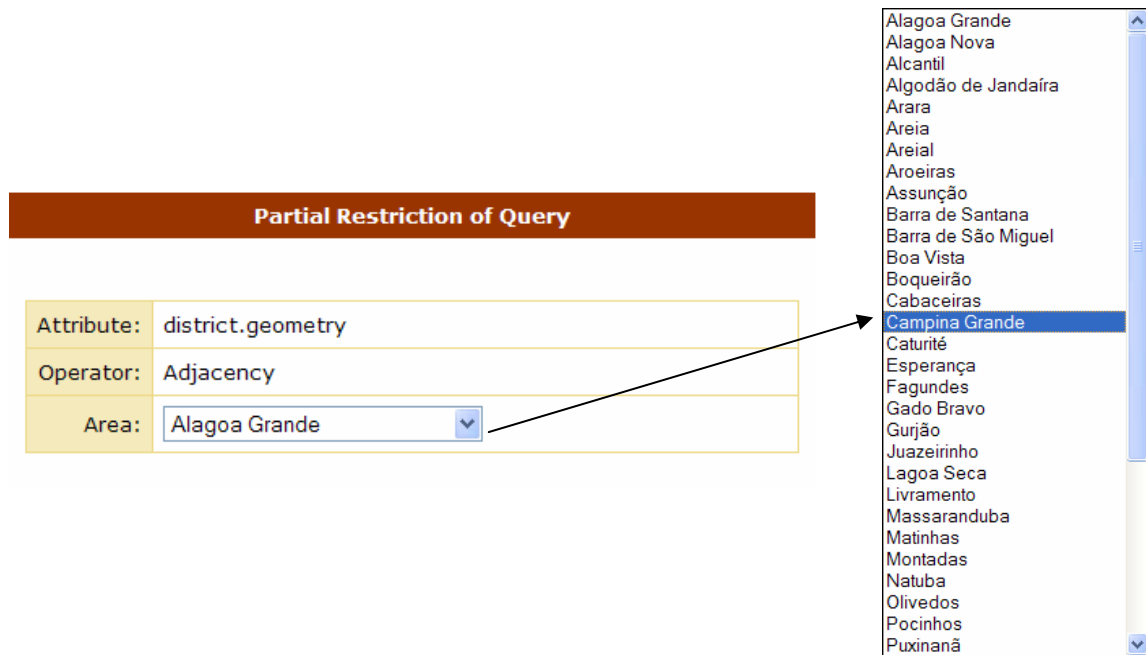 Partial Restriction of Query
Attribute: district.geometry
Operator: Adjacency
Area: Alagoa Grande
Alagoa Grande
Alagoa Nova
Alcantil
Algodão de Jandaíra
Arara
Areia
Areial
Aroeiras
Assunção
Barra de Santana
Barra de São Miguel
Boa Vista
Boqueirão
Cabaceiras
Campina Grande
Caturité
Esperança
Fagundes
Gado Bravo
Gurjão
Juazeirinho
Lagoa Seca
Livramento
Massaranduba
Matinhas
Montadas
Natuba
Olivedos
Pocinhos
Puxinanã